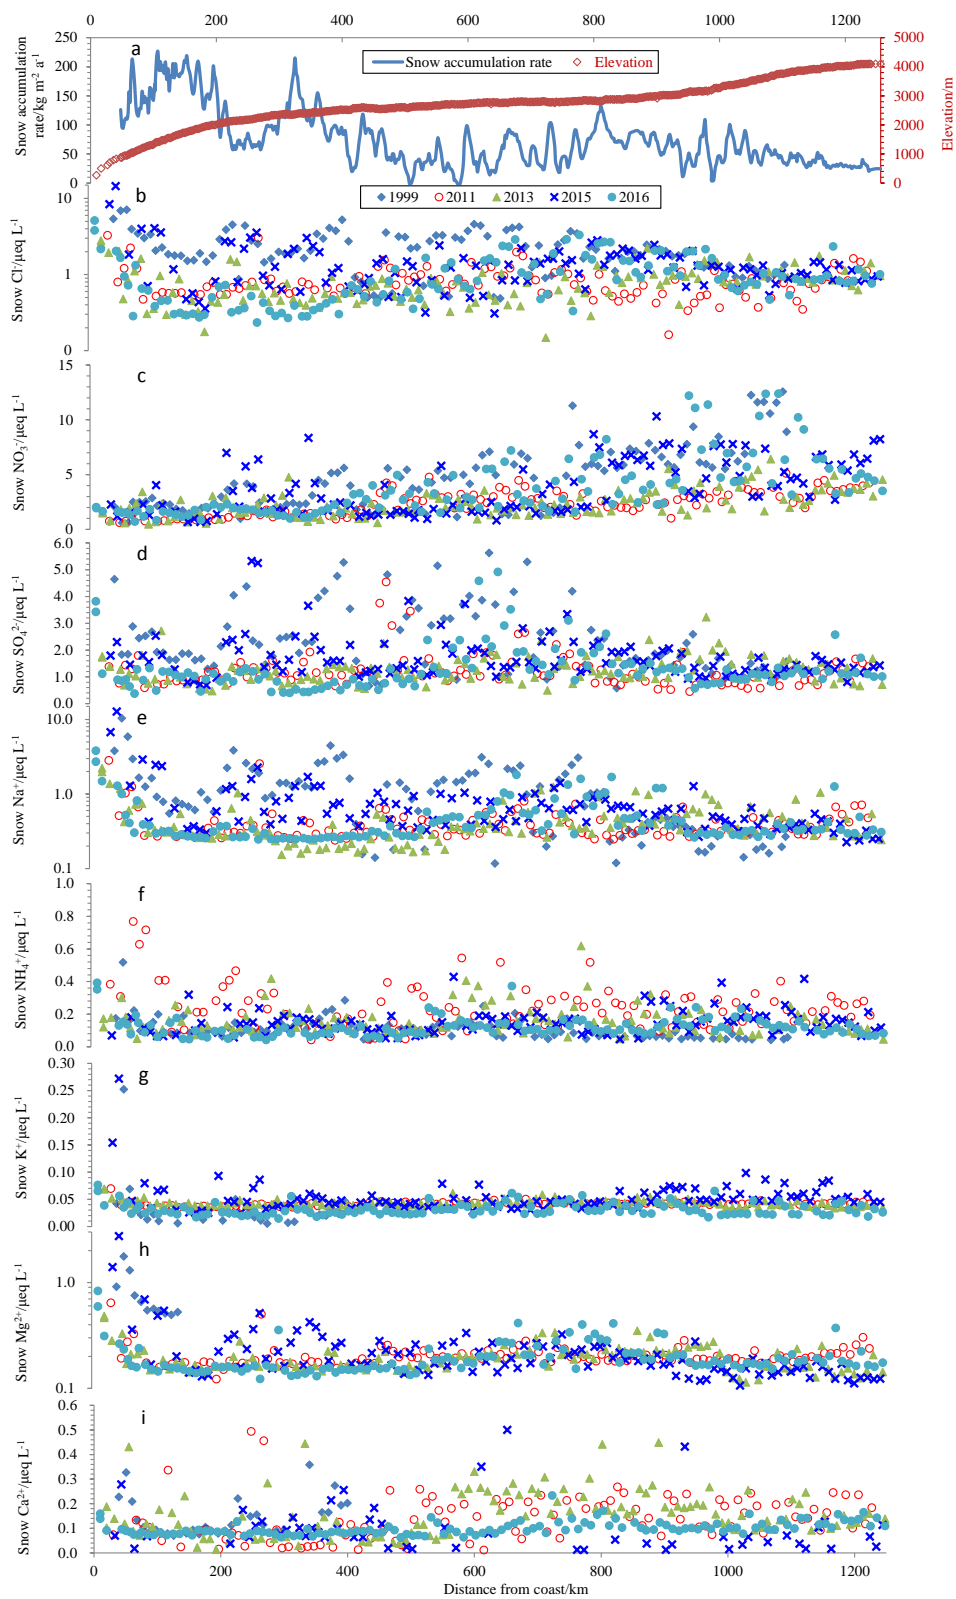 0 200 400 600 800 1000 1200
a
Snow accumulation
rate/kg m⁻² a⁻¹
250
200
150
100
50
0
Snow accumulation rate
Elevation
5000
4000
3000
2000
1000
0
Elevation/m
b
Snow Cl⁻/μeq L⁻¹
10
1
0
1999 2011 2013 2015 2016
c
Snow NO₃⁻/μeq L⁻¹
15
10
5
0
d
Snow SO₄²⁻/μeq L⁻¹
6.0
5.0
4.0
3.0
2.0
1.0
0.0
e
Snow Na⁺/μeq L⁻¹
10.0
1.0
0.1
f
Snow NH₄⁺/μeq L⁻¹
1.0
0.8
0.6
0.4
0.2
0.0
g
Snow K⁺/μeq L⁻¹
0.30
0.25
0.20
0.15
0.10
0.05
0.00
h
Snow Mg²⁺/μeq L⁻¹
1.0
0.1
i
Snow Ca²⁺/μeq L⁻¹
0.6
0.5
0.4
0.3
0.2
0.1
0.0
0 200 400 600 800 1000 1200
Distance from coast/km